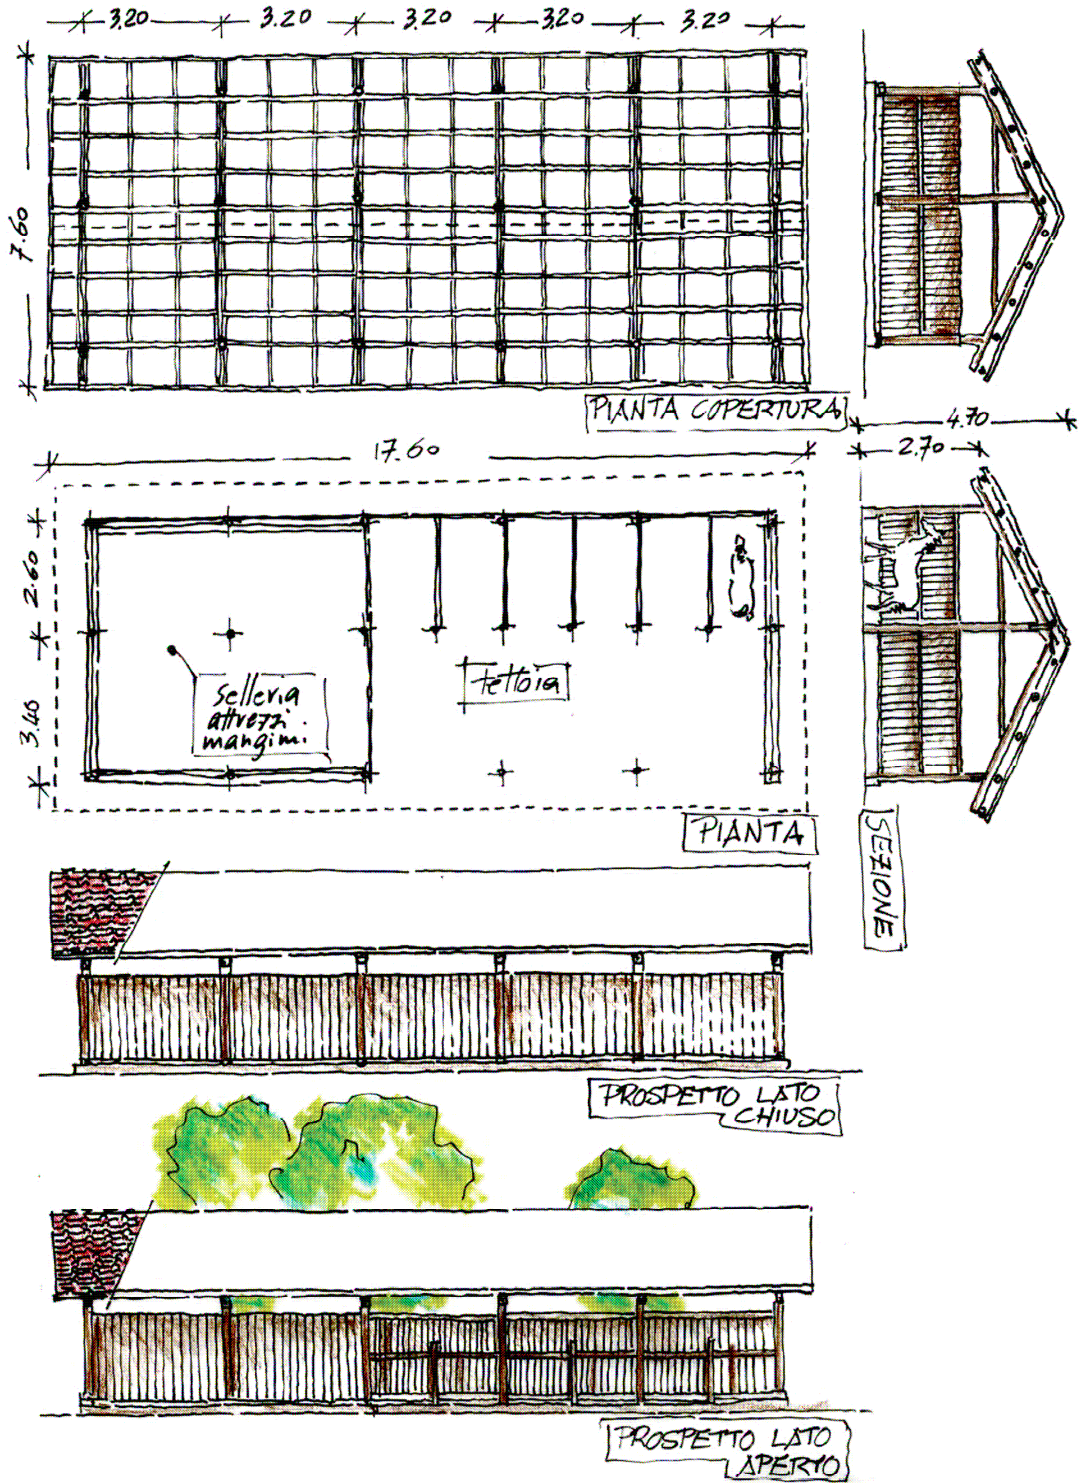 3.20 3.20 3.20 3.20 3.20
7.60
PIANTA COPERTURA
4.70
2.70
17.60
2.60
3.40
selleria
attrezzi.
mangimi.
tettoia
PIANTA
SEZIONE
PROSPETTO LATO
CHIUSO
PROSPETTO LATO
APERTO